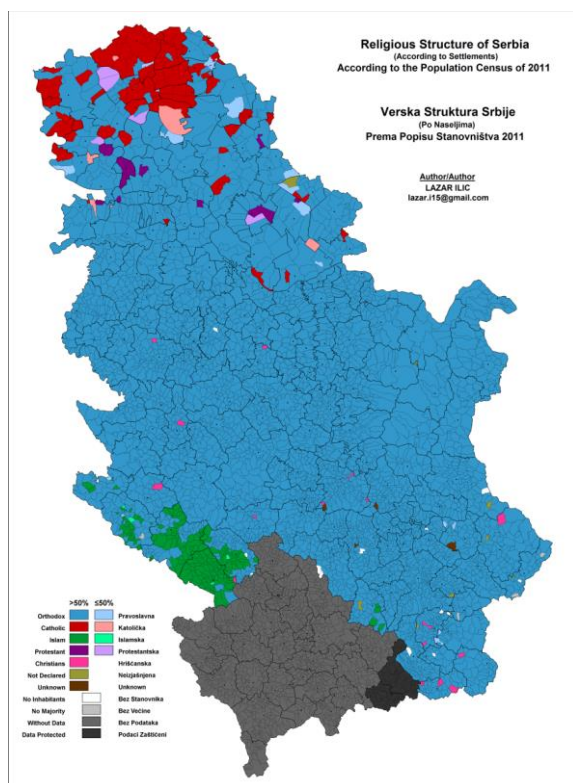 Religious Structure of Serbia
(According to Settlements)
According to the Population Census of 2011
Verska Struktura Srbije
(Po Naseljima)
Prema Popisu Stanovništva 2011
Author/Author
LAZAR ILIC
lazar.i15@gmail.com
>50% ≤50%
Orthodox Pravoslavna
Catholic Katolička
Islam Islamska
Protestant Protestantska
Christians Hrišćanska
Not Declared Neizjašnjena
Unknown Unknown
No Inhabitants Bez Stanovnika
No Majority Bez Većine
Without Data Bez Podataka
Data Protected Podaci Zaštićeni